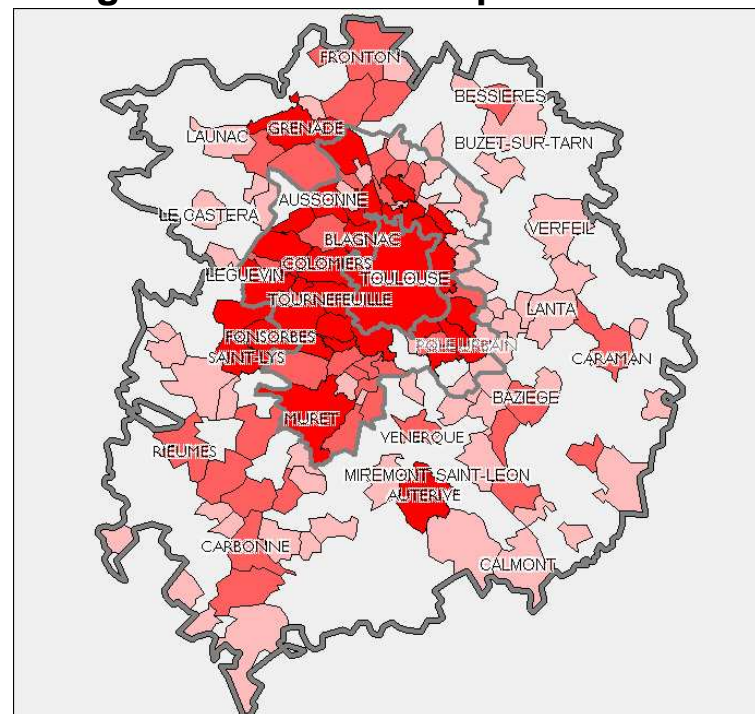 FRONTON
BESSIERES
GRENADE
LAUNAC
BUZET-SUR-TARN
AUSSONNE
LE CASTERA
VERFEIL
BLAGNAC
COLOMIERS
LEGUEVIN
TOULOUSE
TOURNEFEUILLE
LANTA
FONSORBES
POLE URBAIN
SAINT-LYS
CARAMAN
BAZIEGE
MURET
VENERQUE
RIEUMES
MIREMONT SAINT-LEON
AUTERIVE
CARBONNE
CALMONT